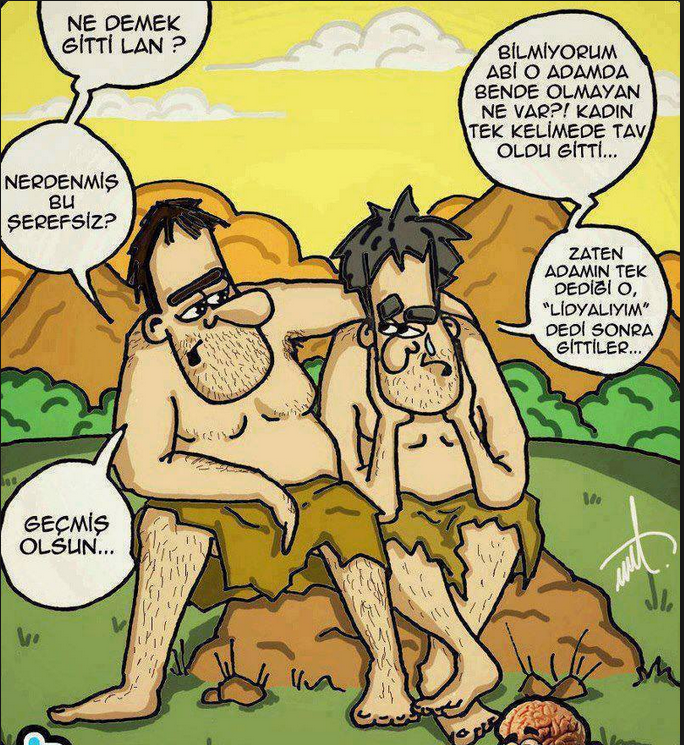 NE DEMEK
GİTTİ LAN ?
BİLMİYORUM
ABİ O ADAMDA
BENDE OLMAYAN
NE VAR?! KADIN
TEK KELİMEDE TAV
OLDU GİTTİ...
NERDENMİŞ
BU
ŞEREFSİZ?
ZATEN
ADAMIN TEK
DEDİĞİ O,
"LİDYALIYIM"
DEDİ SONRA
GİTTİLER...
GEÇMİŞ
OLSUN...